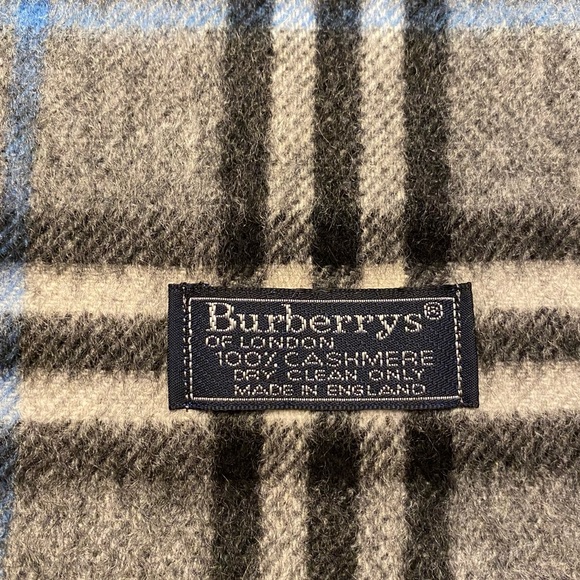 Burberrys®
OF LONDON
100% CASHMERE
DRY CLEAN ONLY
MADE IN ENGLAND